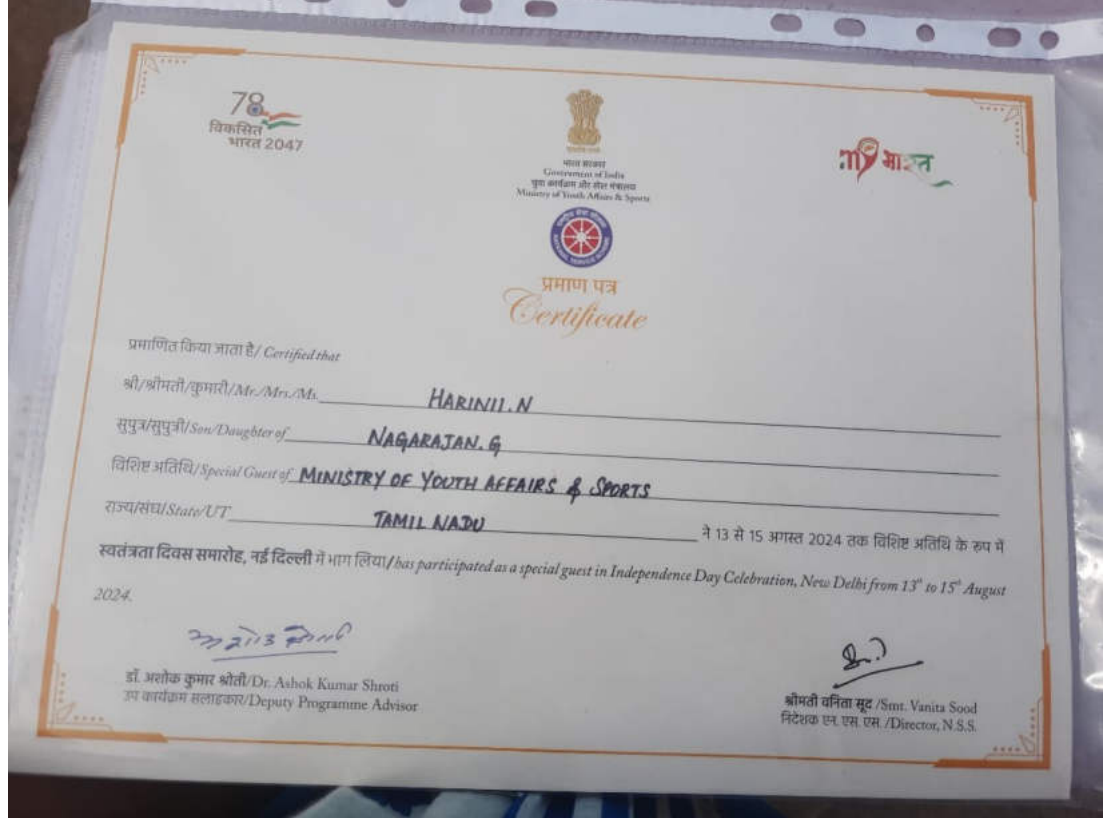 78
विकसित
भारत 2047
भारत सरकार
Government of India
युवा कार्यक्रम और खेल मंत्रालय
Ministry of Youth Affairs & Sports
my भारत
प्रमाण पत्र
Certificate
प्रमाणित किया जाता है/ Certified that
श्री/श्रीमती/कुमारी/Mr./Mrs./Ms. HARINII.N
सुपुत्र/सुपुत्री/Son/Daughter of NAGARAJAN.G
विशिष्ट अतिथि/Special Guest of MINISTRY OF YOUTH AFFAIRS & SPORTS
राज्य/संघ/State/UT TAMIL NADU ने 13 से 15 अगस्त 2024 तक विशिष्ट अतिथि के रूप में
स्वतंत्रता दिवस समारोह, नई दिल्ली में भाग लिया/has participated as a special guest in Independence Day Celebration, New Delhi from 13th to 15th August
2024.
डॉ. अशोक कुमार श्रोती/Dr. Ashok Kumar Shroti
उप कार्यक्रम सलाहकार/Deputy Programme Advisor
श्रीमती वनिता सूद /Smt. Vanita Sood
निदेशक एन. एस. एस. /Director, N.S.S.